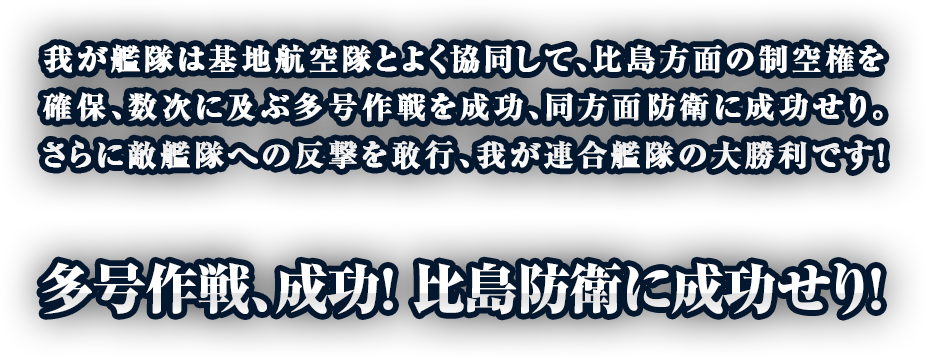 我が艦隊は基地航空隊とよく協同して、比島方面の制空権を
確保、数次に及ぶ多号作戦を成功、同方面防衛に成功せり。
さらに敵艦隊への反撃を敢行、我が連合艦隊の大勝利です!
多号作戦、成功! 比島防衛に成功せり!